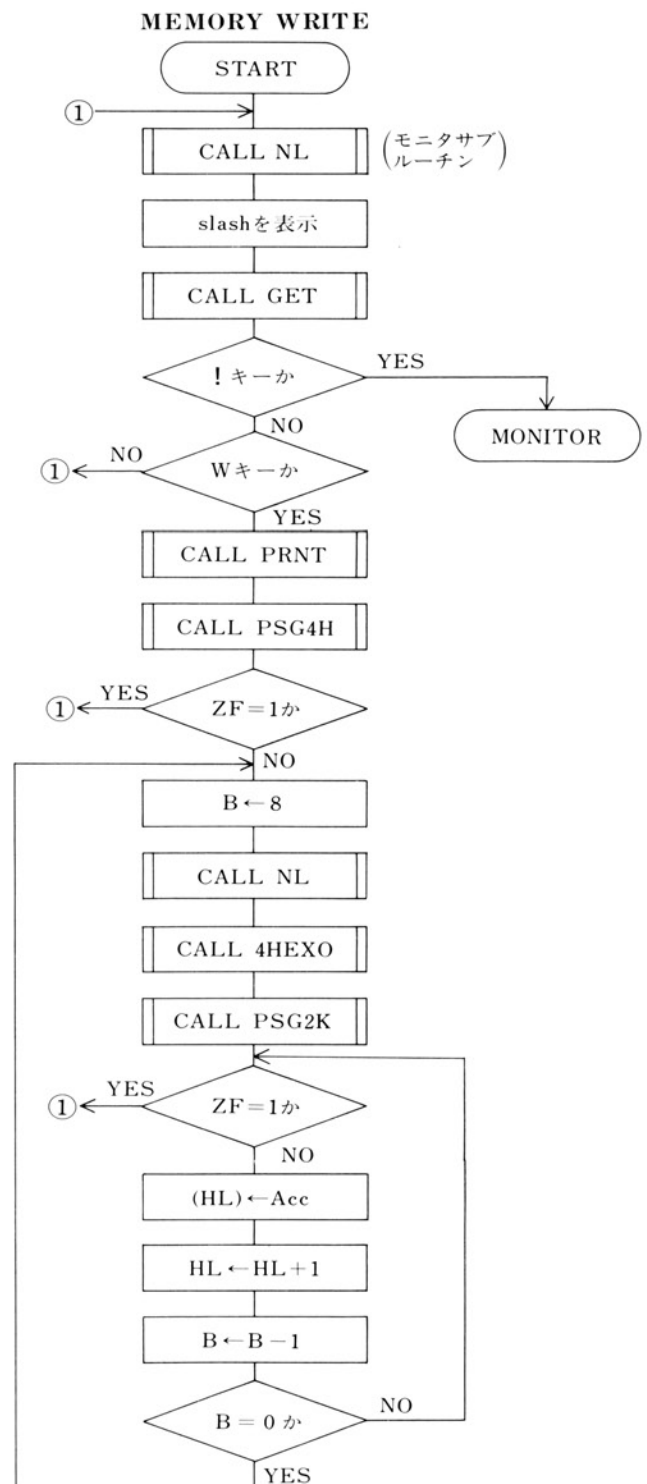 MEMORY WRITE
START
①
CALL NL
(モニタサブ
ルーチン)
slashを表示
CALL GET
！キーか
YES
NO
MONITOR
① NO
Wキーか
YES
CALL PRNT
CALL PSG4H
① YES
ZF=1か
NO
B←8
CALL NL
CALL 4HEXO
CALL PSG2K
① YES
ZF=1か
NO
(HL)←Acc
HL←HL+1
B←B-1
B=0か
NO
YES